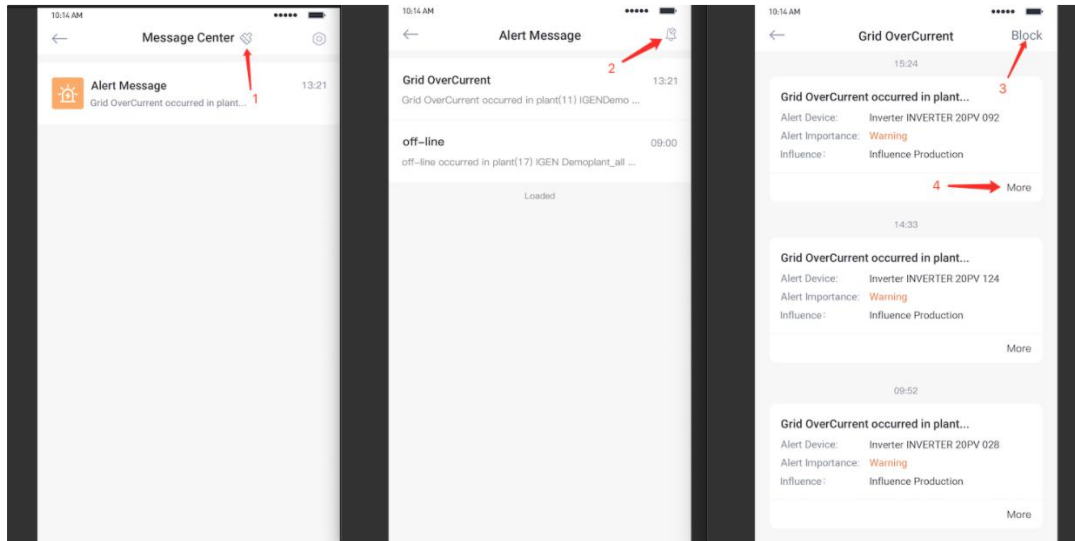 10:14 AM
Message Center
1
Alert Message 13:21
Grid OverCurrent occurred in plant...
10:14 AM
Alert Message
2
Grid OverCurrent 13:21
Grid OverCurrent occurred in plant(11) IGENDemo ...
off-line 09:00
off-line occurred in plant(17) IGEN Demoplant_all ...
Loaded
10:14 AM
Grid OverCurrent Block
3
15:24
Grid OverCurrent occurred in plant...
Alert Device: Inverter INVERTER 20PV 092
Alert Importance: Warning
Influence: Influence Production
4 More
14:33
Grid OverCurrent occurred in plant...
Alert Device: Inverter INVERTER 20PV 124
Alert Importance: Warning
Influence: Influence Production
More
09:52
Grid OverCurrent occurred in plant...
Alert Device: Inverter INVERTER 20PV 028
Alert Importance: Warning
Influence: Influence Production
More